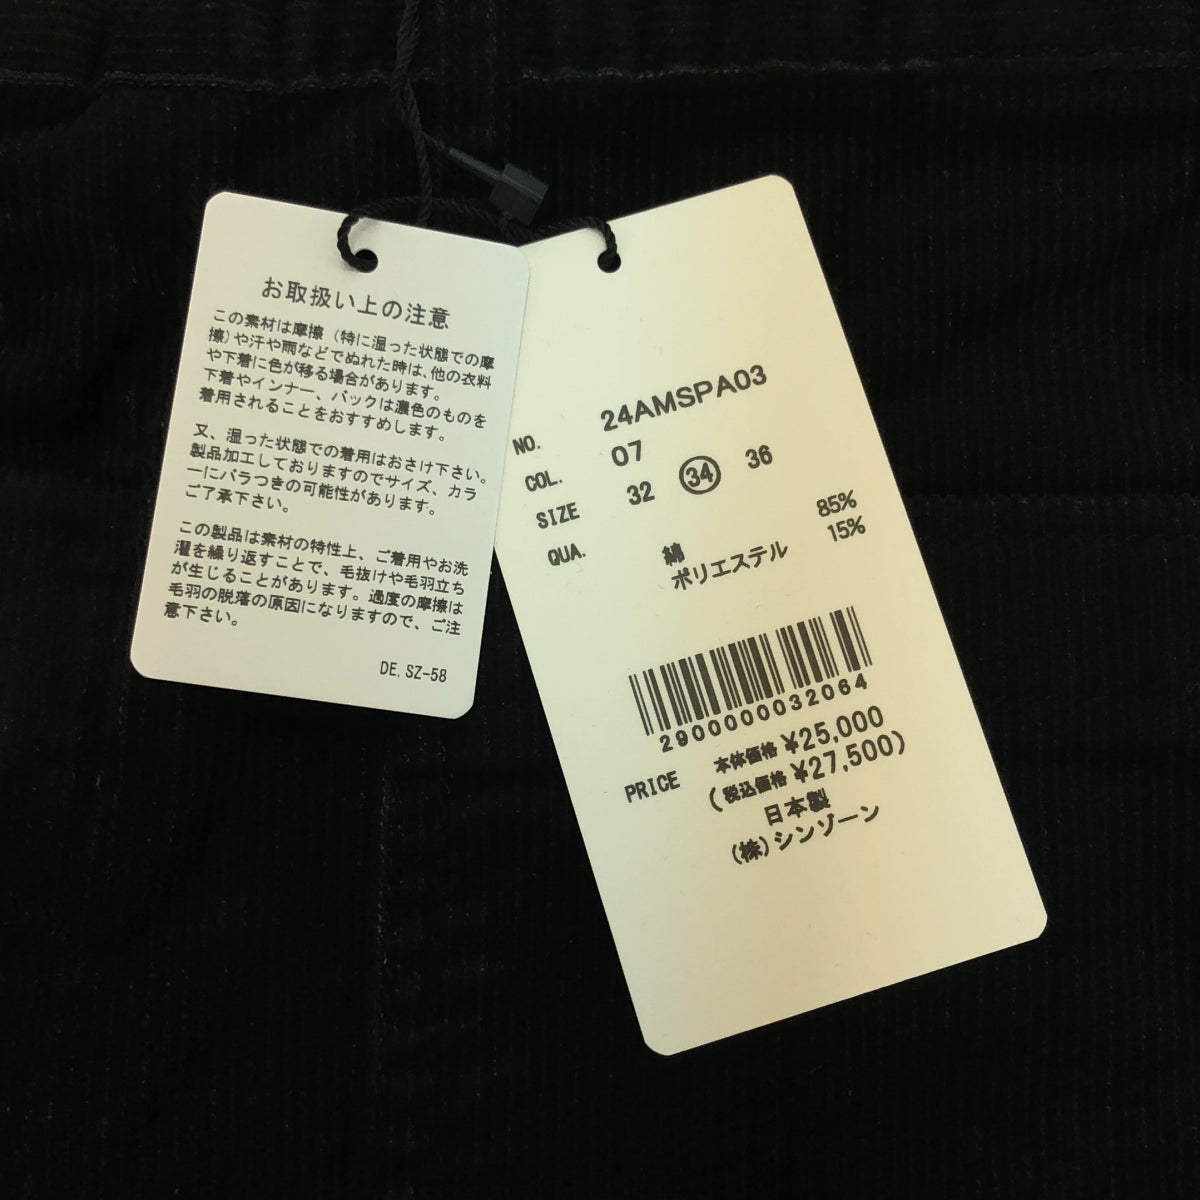 お取扱い上の注意
この素材は摩擦（特に湿った状態での摩
擦）や汗や雨などでぬれた時は、他の衣料
や下着に色が移る場合があります。
下着やインナー、バックは濃色のものを
着用されることをおすすめします。
又、湿った状態での着用はおさけ下さい。
製品加工しておりますのでサイズ、カラ
ーにバラつきの可能性があります。
ご了承下さい。
この製品は素材の特性上、ご着用やお洗
濯を繰り返すことで、毛抜けや毛羽立ち
が生じることがあります。過度の摩擦は
毛羽の脱落の原因になりますので、ご注
意下さい。
DE.SZ-58
NO. 24AMSPA03
COL. 07
SIZE 32 34 36
QUA. 綿 85%
ポリエステル 15%
2900000032064
PRICE 本体価格 ¥25,000
(税込価格 ¥27,500)
日本製
(株)シンゾーン